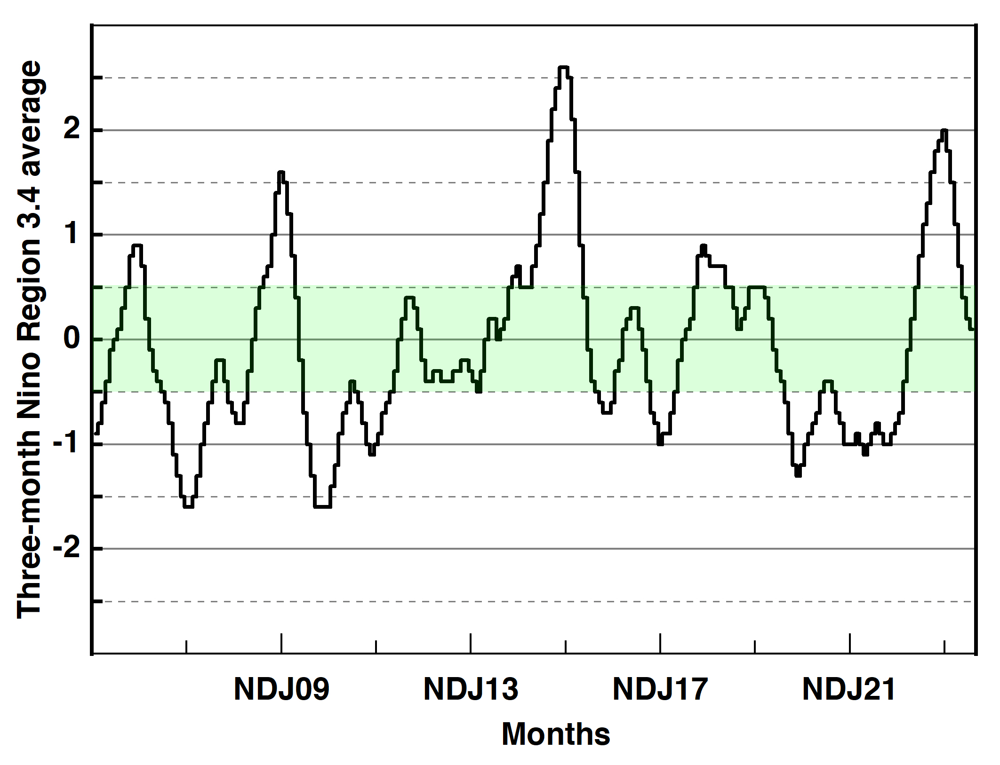 Three-month Nino Region 3.4 average
2
1
0
-1
-2
NDJ09 NDJ13 NDJ17 NDJ21
Months